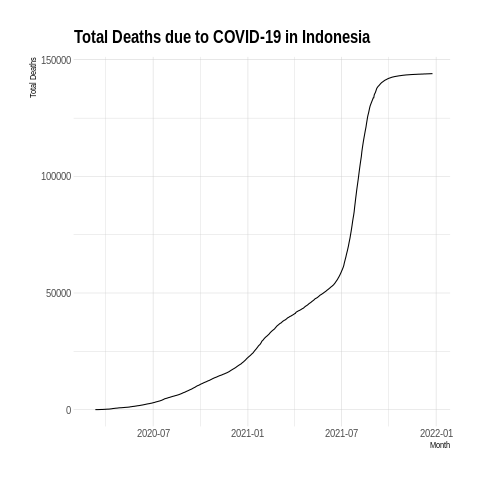 Total Deaths due to COVID-19 in Indonesia
Total Deaths
150000
100000
50000
0
2020-07 2021-01 2021-07 2022-01
Month